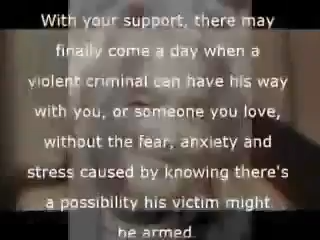 With your support, there may
finally come a day when a
violent criminal can have his way
with you, or someone you love,
without the fear, anxiety and
stress caused by knowing there's
a possibility his victim might
be armed.